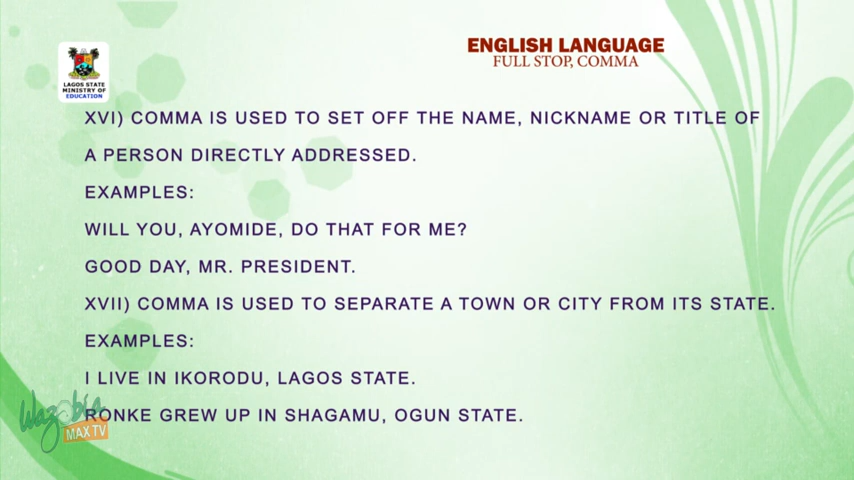 ENGLISH LANGUAGE
FULL STOP, COMMA
LAGOS STATE
MINISTRY OF
EDUCATION
XVI) COMMA IS USED TO SET OFF THE NAME, NICKNAME OR TITLE OF
A PERSON DIRECTLY ADDRESSED.
EXAMPLES:
WILL YOU, AYOMIDE, DO THAT FOR ME?
GOOD DAY, MR. PRESIDENT.
XVII) COMMA IS USED TO SEPARATE A TOWN OR CITY FROM ITS STATE.
EXAMPLES:
I LIVE IN IKORODU, LAGOS STATE.
RONKE GREW UP IN SHAGAMU, OGUN STATE.
Wazobia
MAX TV